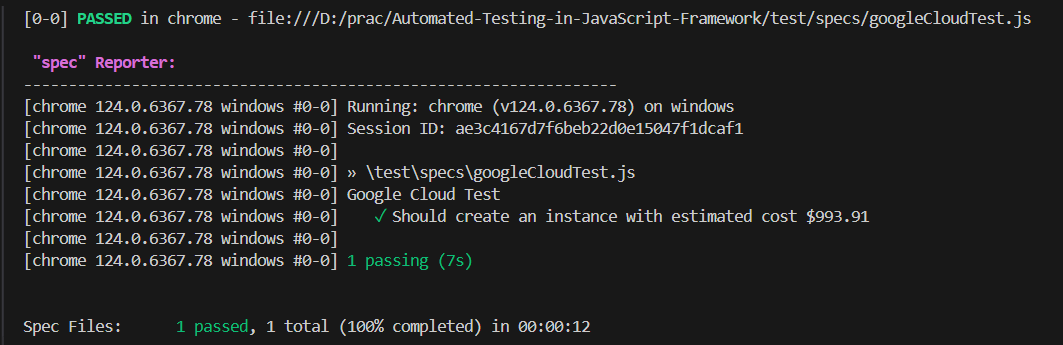 [0-0] PASSED in chrome - file:///D:/prac/Automated-Testing-in-JavaScript-Framework/test/specs/googleCloudTest.js
"spec" Reporter:
------------------------------------------------------------------
[chrome 124.0.6367.78 windows #0-0] Running: chrome (v124.0.6367.78) on windows
[chrome 124.0.6367.78 windows #0-0] Session ID: ae3c4167d7f6beb22d0e15047f1dcaf1
[chrome 124.0.6367.78 windows #0-0]
[chrome 124.0.6367.78 windows #0-0] » \test\specs\googleCloudTest.js
[chrome 124.0.6367.78 windows #0-0] Google Cloud Test
[chrome 124.0.6367.78 windows #0-0]    ✓ Should create an instance with estimated cost $993.91
[chrome 124.0.6367.78 windows #0-0]
[chrome 124.0.6367.78 windows #0-0] 1 passing (7s)
Spec Files:      1 passed, 1 total (100% completed) in 00:00:12